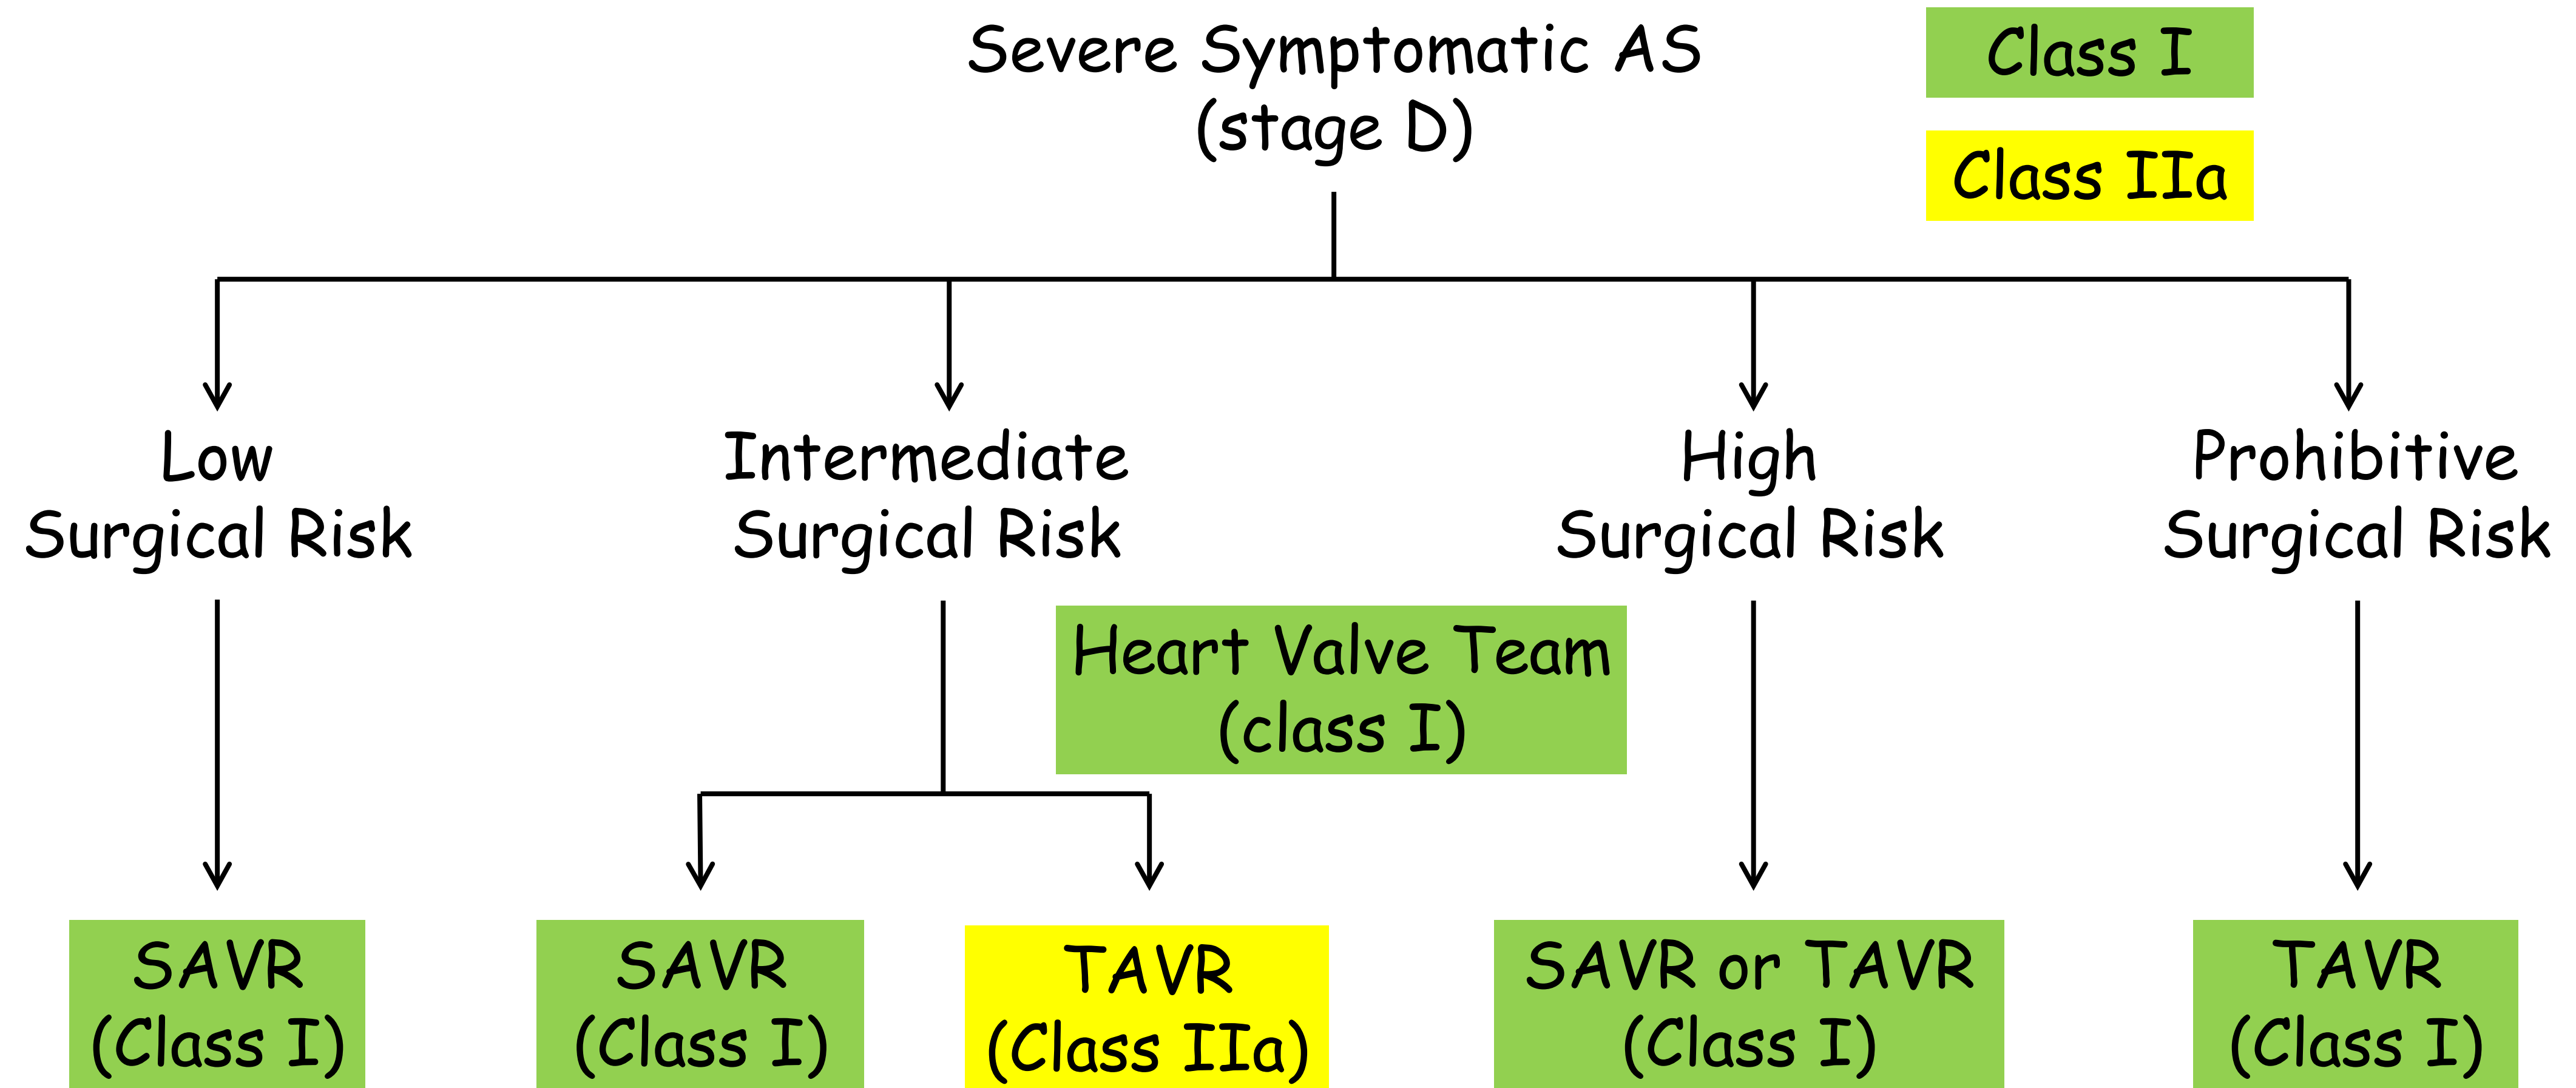 Severe Symptomatic AS
(stage D)
Class I
Class IIa
Low
Surgical Risk
Intermediate
Surgical Risk
High
Surgical Risk
Prohibitive
Surgical Risk
Heart Valve Team
(class I)
SAVR
(Class I)
SAVR
(Class I)
TAVR
(Class IIa)
SAVR or TAVR
(Class I)
TAVR
(Class I)